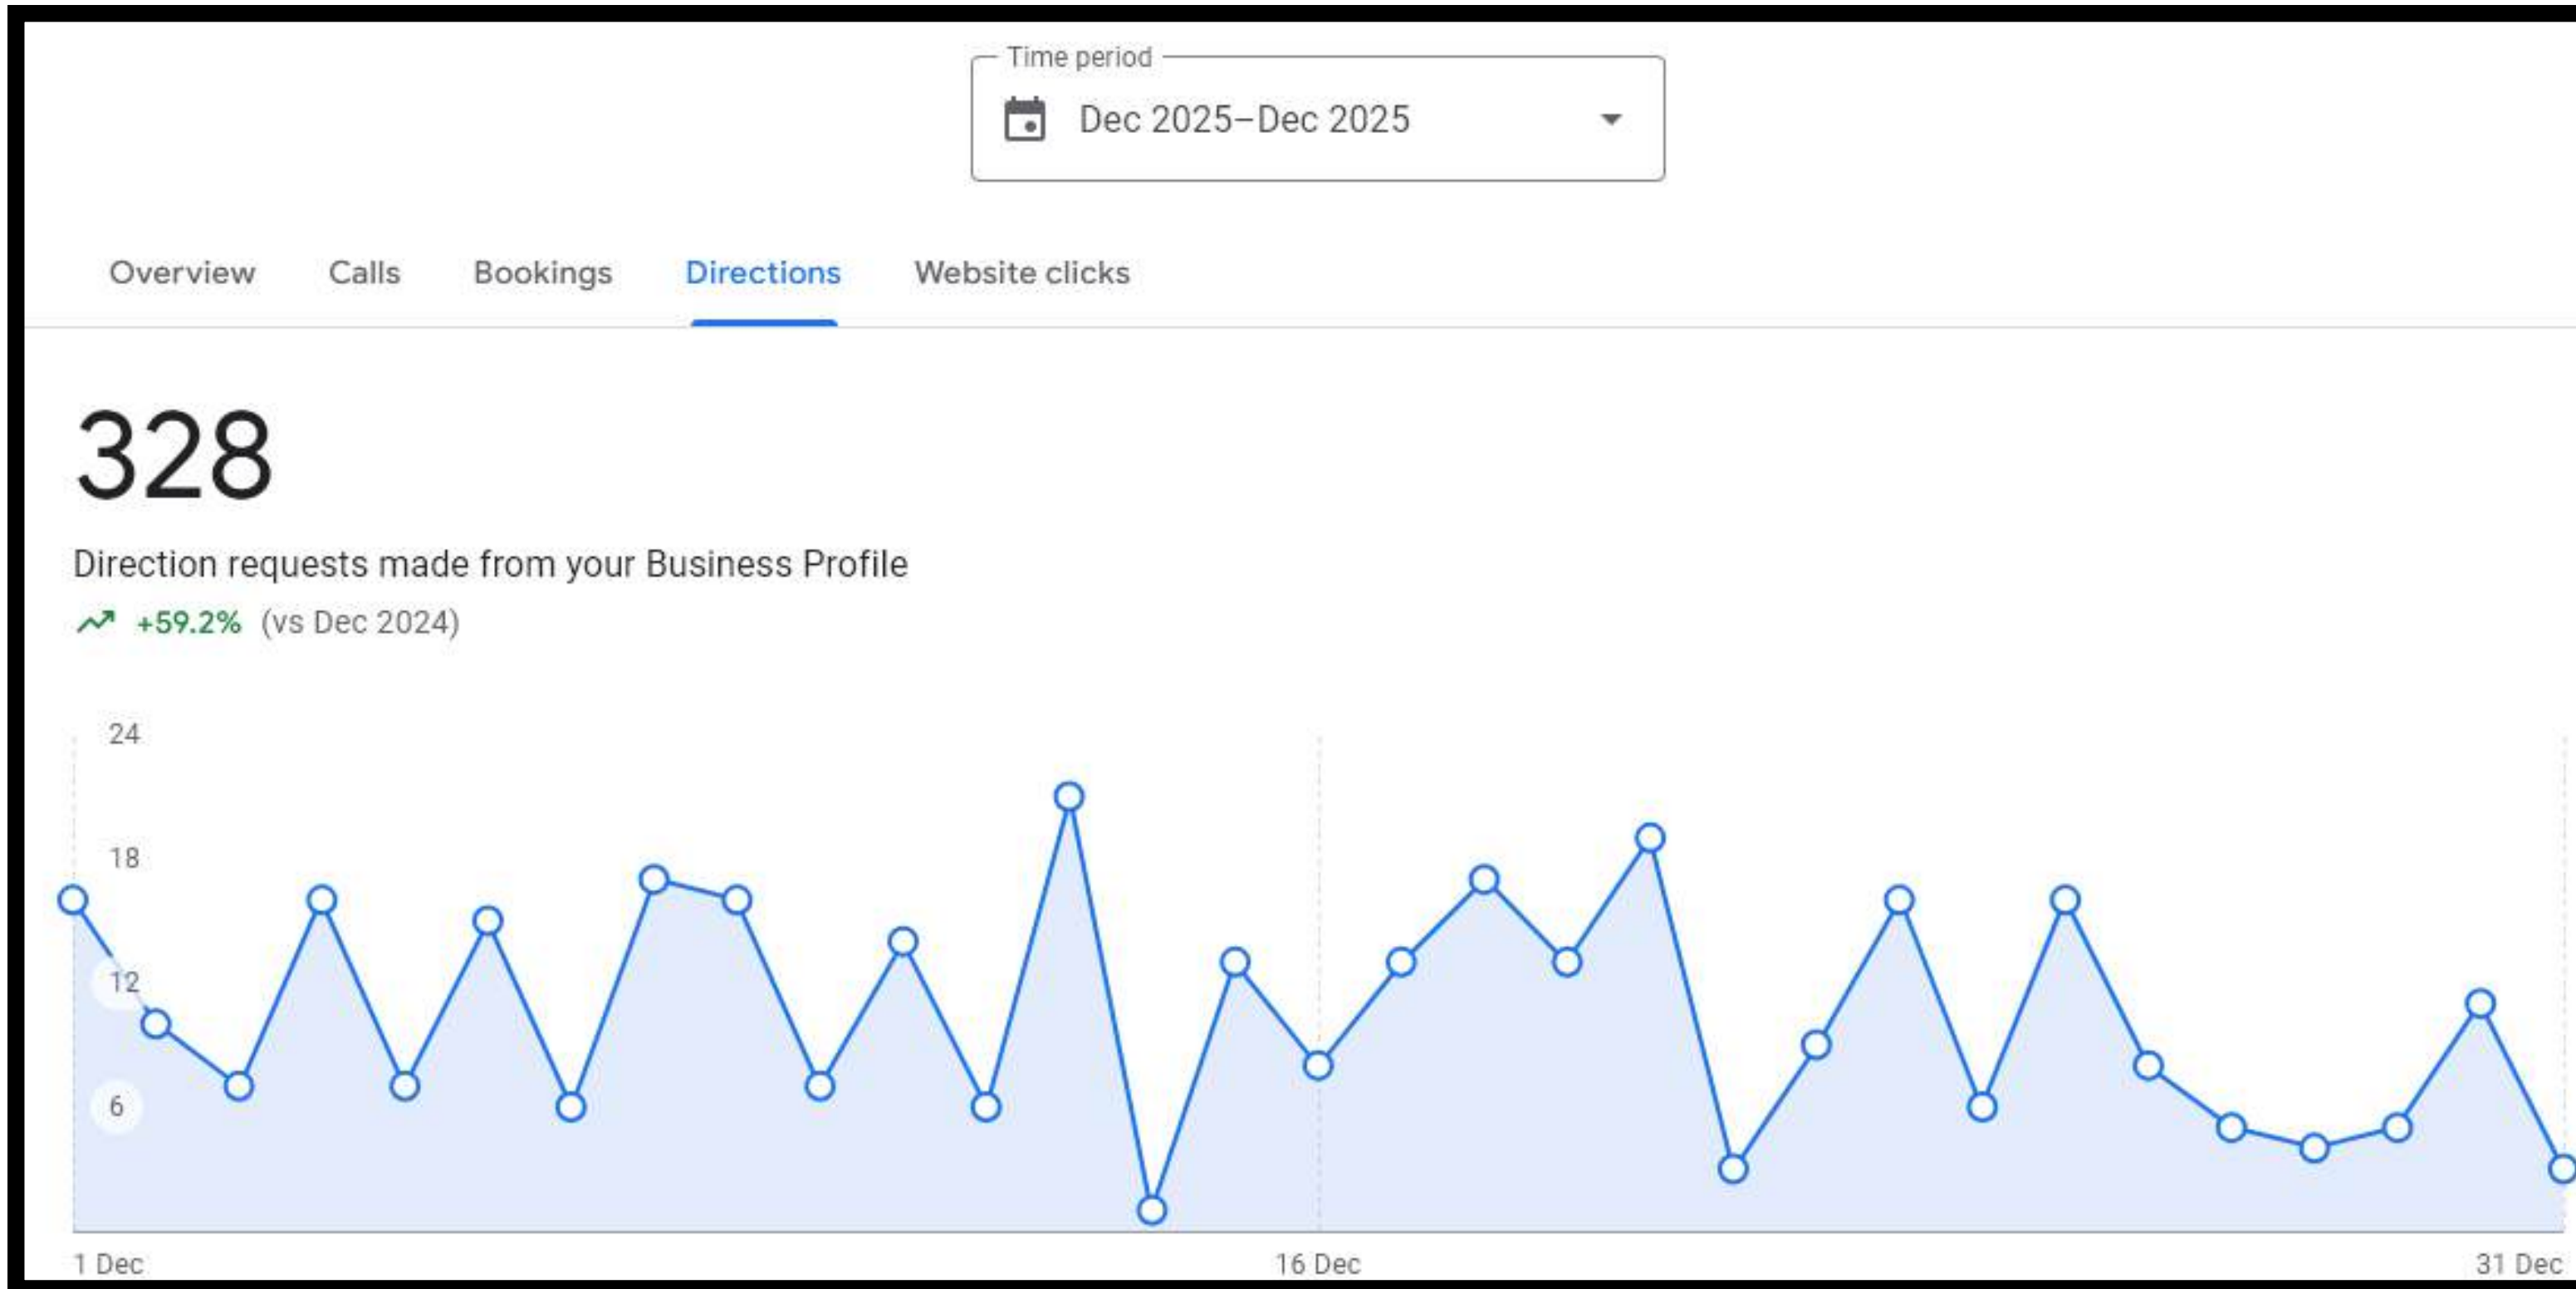 Time period
Dec 2025–Dec 2025
Overview Calls Bookings Directions Website clicks
328
Direction requests made from your Business Profile
+59.2% (vs Dec 2024)
24
18
12
6
1 Dec 16 Dec 31 Dec